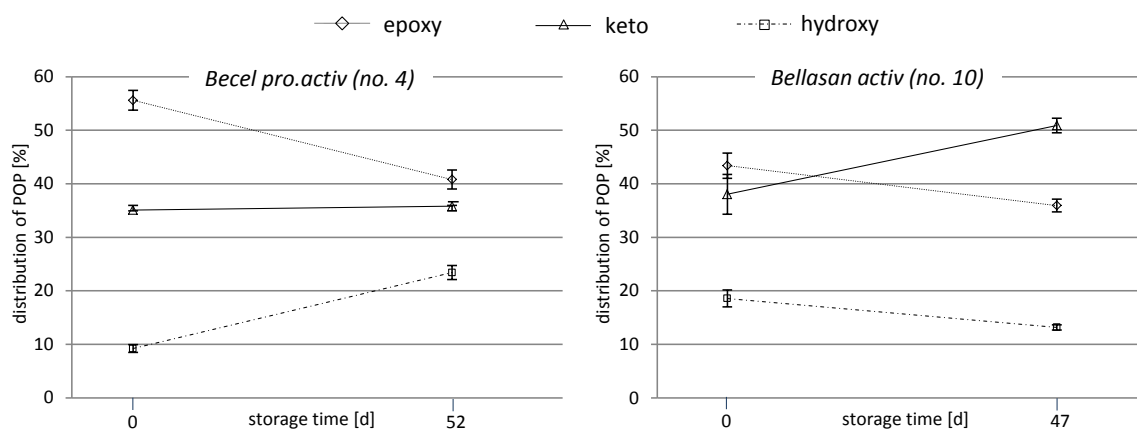 epoxy keto hydroxy
Becel pro.activ (no. 4)
distribution of POP [%]
60
50
40
30
20
10
0
0 storage time [d] 52
Bellasan activ (no. 10)
distribution of POP [%]
60
50
40
30
20
10
0
0 storage time [d] 47